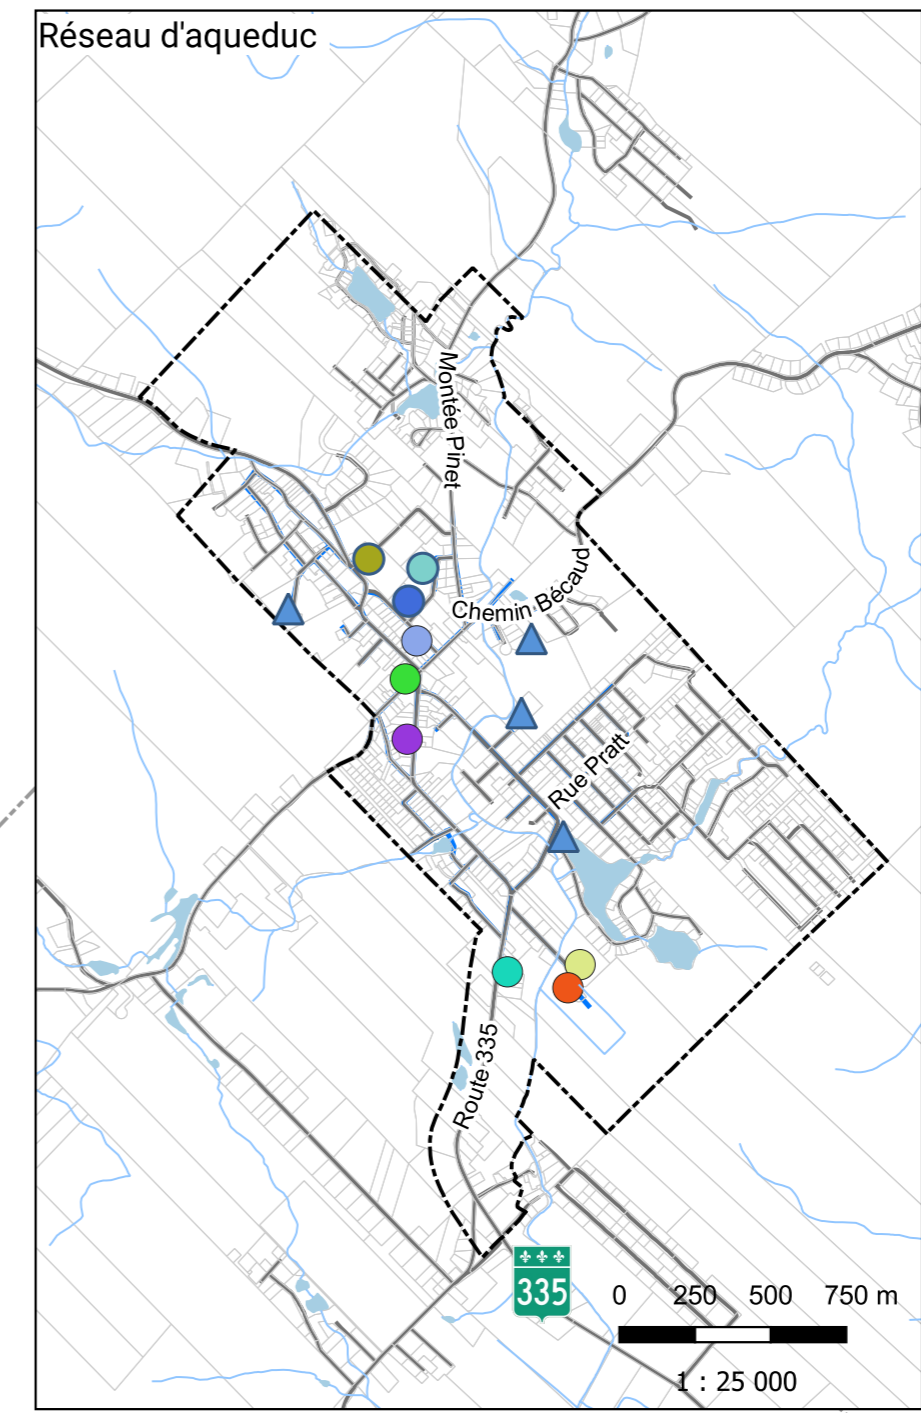 Réseau d'aqueduc
Montée Pinet
Chemin Bécaud
Rue Pratt
Route 335
335
0 250 500 750 m
1 : 25 000